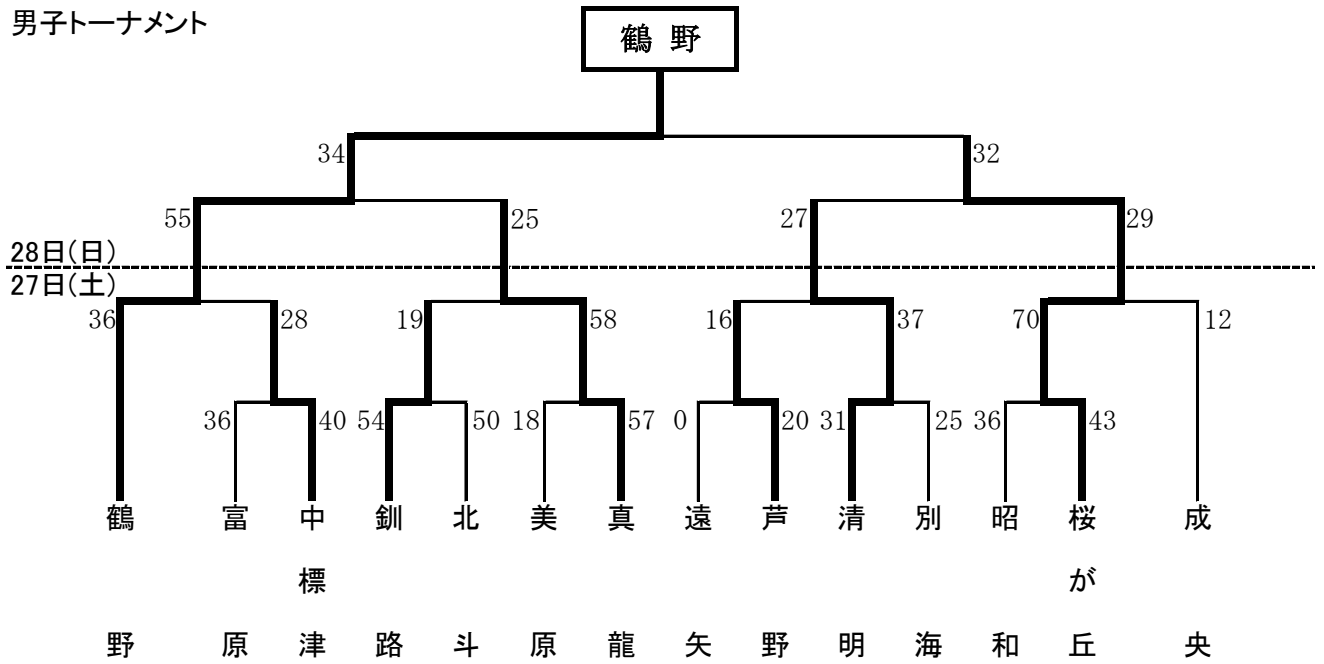 男子トーナメント
鶴野
34 32
55 25 27 29
28日(日)
27日(土)
36 28 19 58 16 37 70 12
36 40 54 50 18 57 0 20 31 25 36 43
鶴野
富原
中標津
釧路
北斗
美原
真龍
遠矢
芦野
清明
別海
昭和
桜が丘
成央